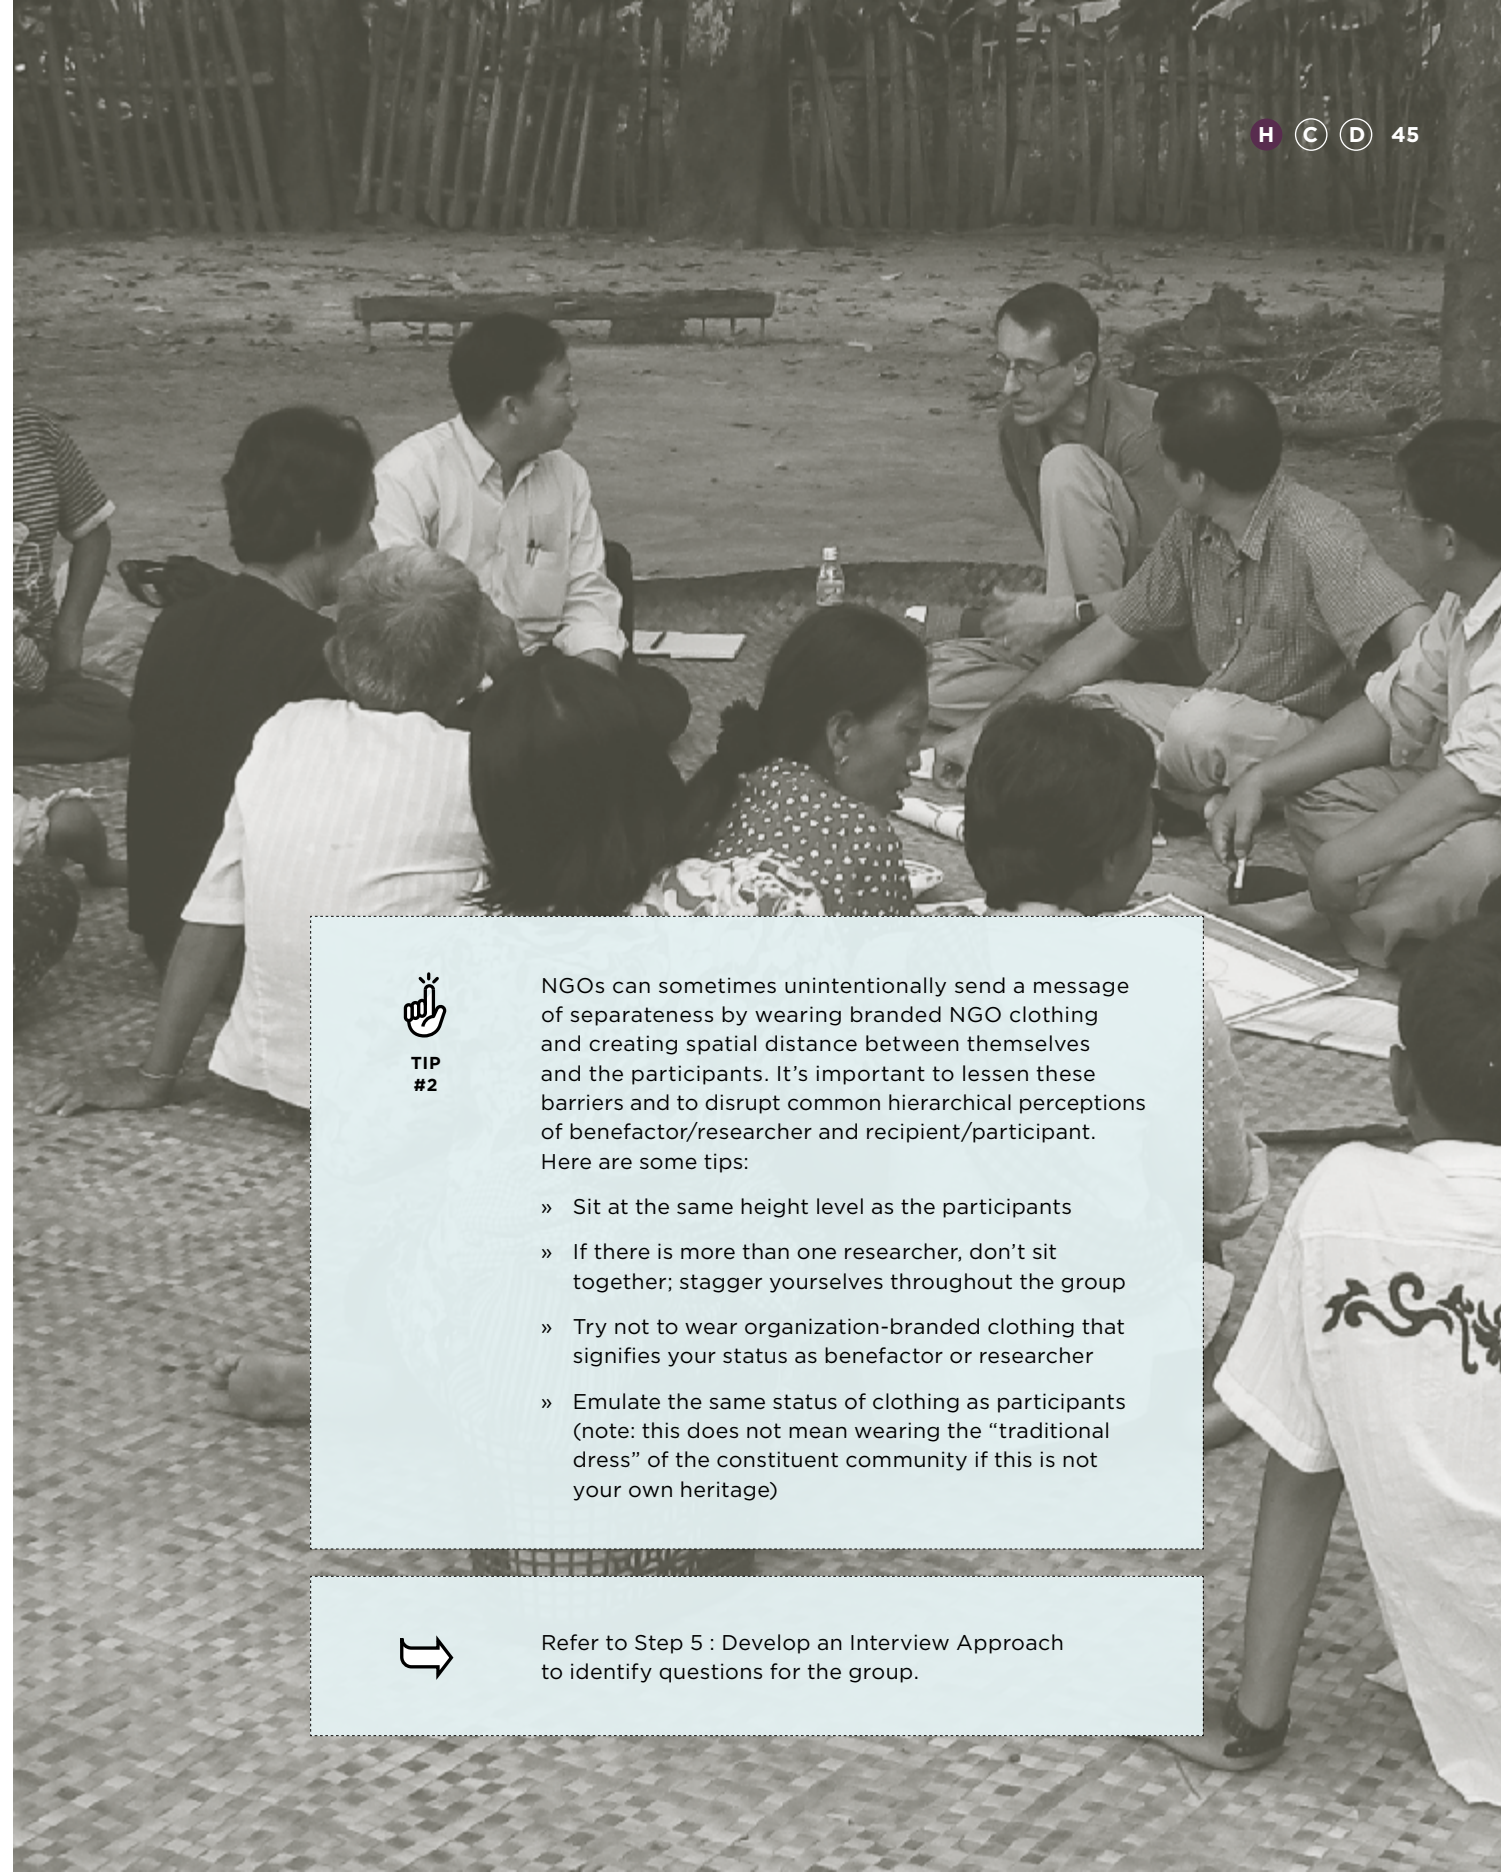 H C D 45
TIP
#2
NGOs can sometimes unintentionally send a message
of separateness by wearing branded NGO clothing
and creating spatial distance between themselves
and the participants. It’s important to lessen these
barriers and to disrupt common hierarchical perceptions
of benefactor/researcher and recipient/participant.
Here are some tips:
» Sit at the same height level as the participants
» If there is more than one researcher, don’t sit
together; stagger yourselves throughout the group
» Try not to wear organization-branded clothing that
signifies your status as benefactor or researcher
» Emulate the same status of clothing as participants
(note: this does not mean wearing the “traditional
dress” of the constituent community if this is not
your own heritage)
Refer to Step 5 : Develop an Interview Approach
to identify questions for the group.